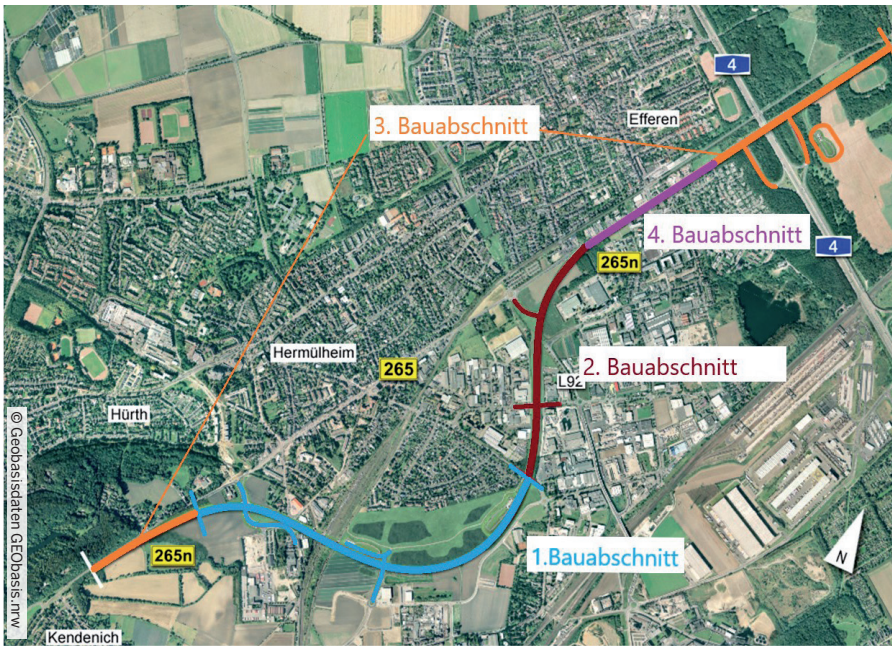 4
3. Bauabschnitt
Efferen
4. Bauabschnitt
4
265n
Hermülheim
265
2. Bauabschnitt
L92
Hürth
© Geobasisdaten GEObasis.nrw
265n
1.Bauabschnitt
N
Kendenich